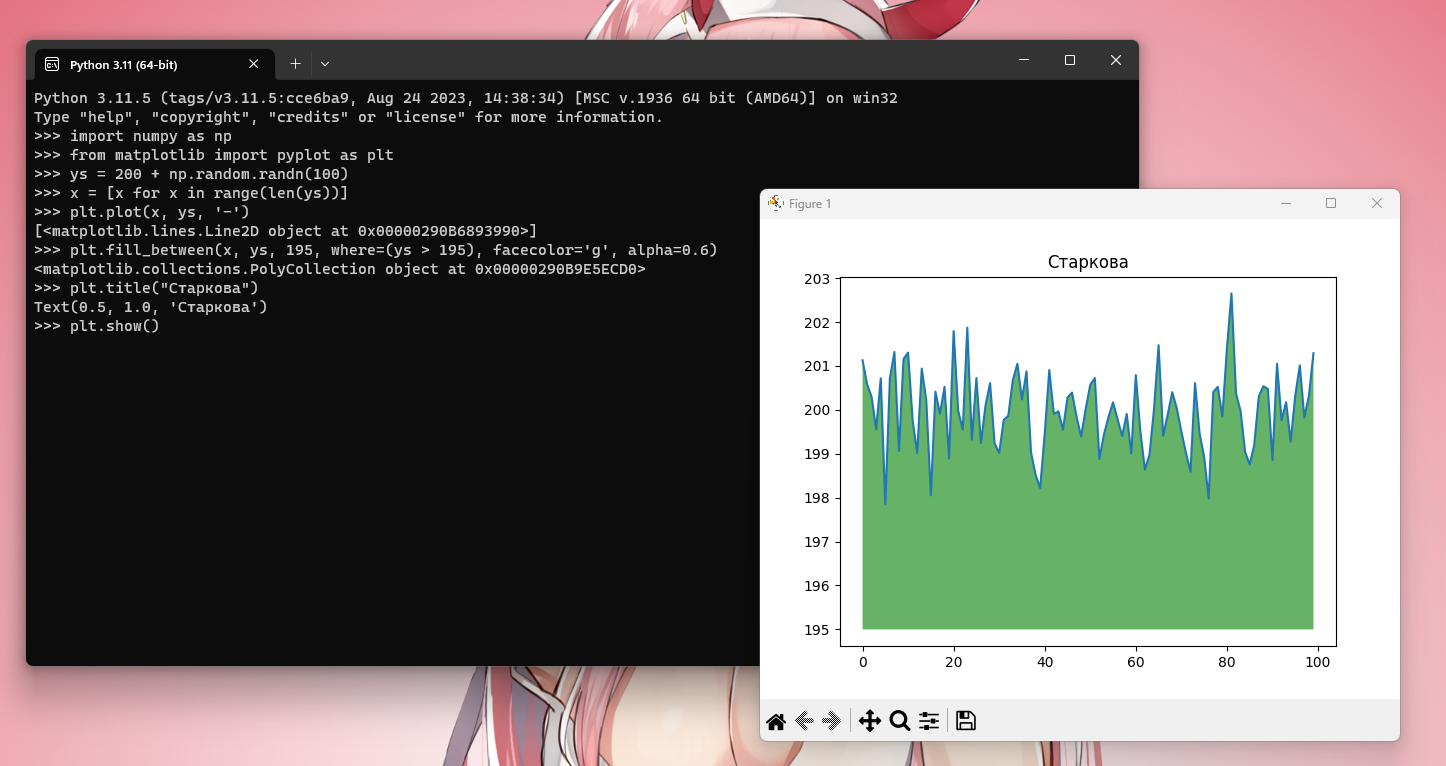 Python 3.11 (64-bit)
Python 3.11.5 (tags/v3.11.5:cce6ba9, Aug 24 2023, 14:38:34) [MSC v.1936 64 bit (AMD64)] on win32
Type "help", "copyright", "credits" or "license" for more information.
>>> import numpy as np
>>> from matplotlib import pyplot as plt
>>> ys = 200 + np.random.randn(100)
>>> x = [x for x in range(len(ys))]
>>> plt.plot(x, ys, '-')
[<matplotlib.lines.Line2D object at 0x00000290B6893990>]
>>> plt.fill_between(x, ys, 195, where=(ys > 195), facecolor='g', alpha=0.6)
<matplotlib.collections.PolyCollection object at 0x00000290B9E5ECD0>
>>> plt.title("Старкова")
Text(0.5, 1.0, 'Старкова')
>>> plt.show()
Figure 1
Старкова
203
202
201
200
199
198
197
196
195
0 20 40 60 80 100